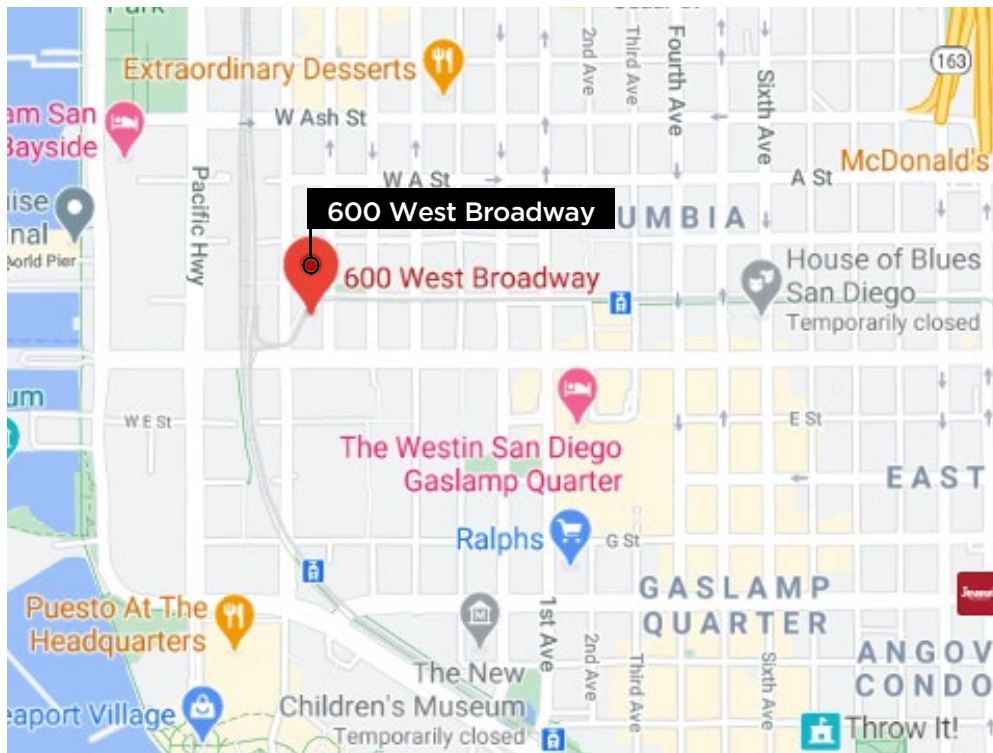 Park
Extraordinary Desserts
2nd Ave
Third Ave
Fourth Ave
Sixth Ave
163
am San
Bayside
W Ash St
McDonald's
W A St
A St
Pacific Hwy
600 West Broadway
UMBIA
ise
nal
World Pier
600 West Broadway
House of Blues
San Diego
Temporarily closed
um
W E St
E St
The Westin San Diego
Gaslamp Quarter
EAST
Ralphs
G St
GASLAMP
QUARTER
Puesto At The
Headquarters
1st Ave
2nd Ave
Third Ave
Sixth Ave
The New
Children's Museum
Temporarily closed
ANGOV
CONDO
eaport Village
Throw It!